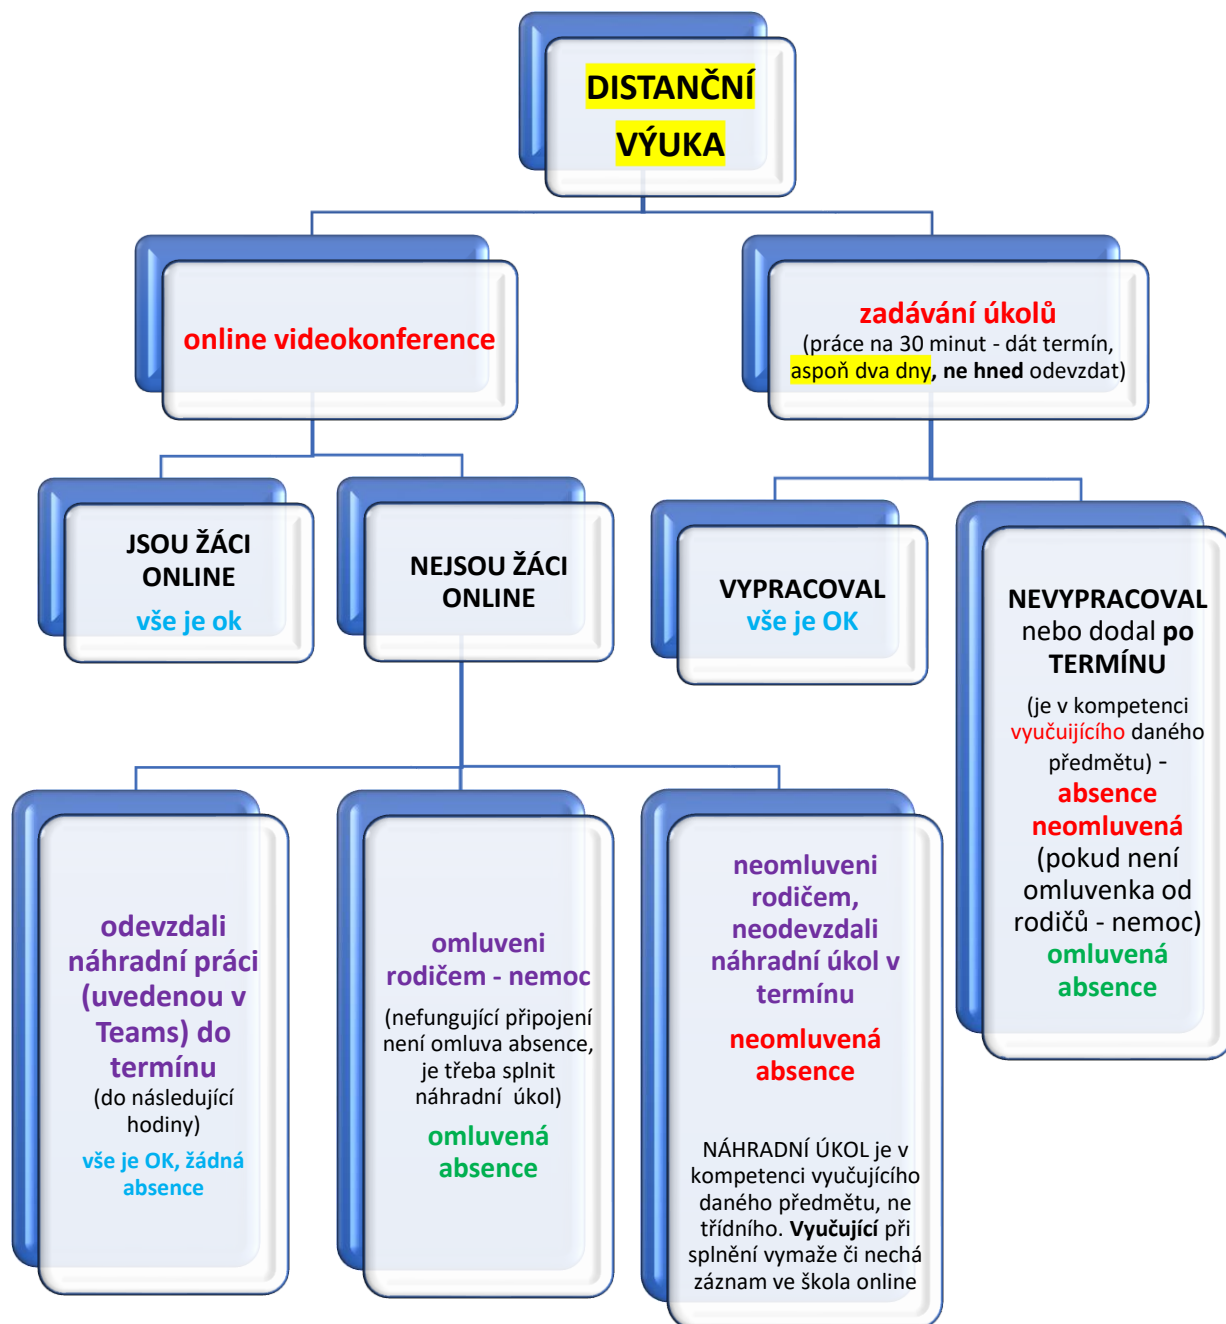 DISTANČNÍ
VÝUKA
online videokonference
zadávání úkolů
(práce na 30 minut - dát termín,
aspoň dva dny, ne hned odevzdat)
JSOU ŽÁCI
ONLINE
vše je ok
NEJSOU ŽÁCI
ONLINE
VYPRACOVAL
vše je OK
NEVYPRACOVAL
nebo dodal po
TERMÍNU
(je v kompetenci
vyučuijícího daného
předmětu) -
absence
neomluvená
(pokud není
omluvenka od
rodičů - nemoc)
omluvená
absence
odevzdali
náhradní práci
(uvedenou v
Teams) do
termínu
(do následující
hodiny)
vše je OK, žádná
absence
omluveni
rodičem - nemoc
(nefungující připojení
není omluva absence,
je třeba splnit
náhradní úkol)
omluvená
absence
neomluveni
rodičem,
neodevzdali
náhradní úkol v
termínu
neomluvená
absence
NÁHRADNÍ ÚKOL je v
kompetenci vyučujícího
daného předmětu, ne
třídního. Vyučující při
splnění vymaže či nechá
záznam ve škola online